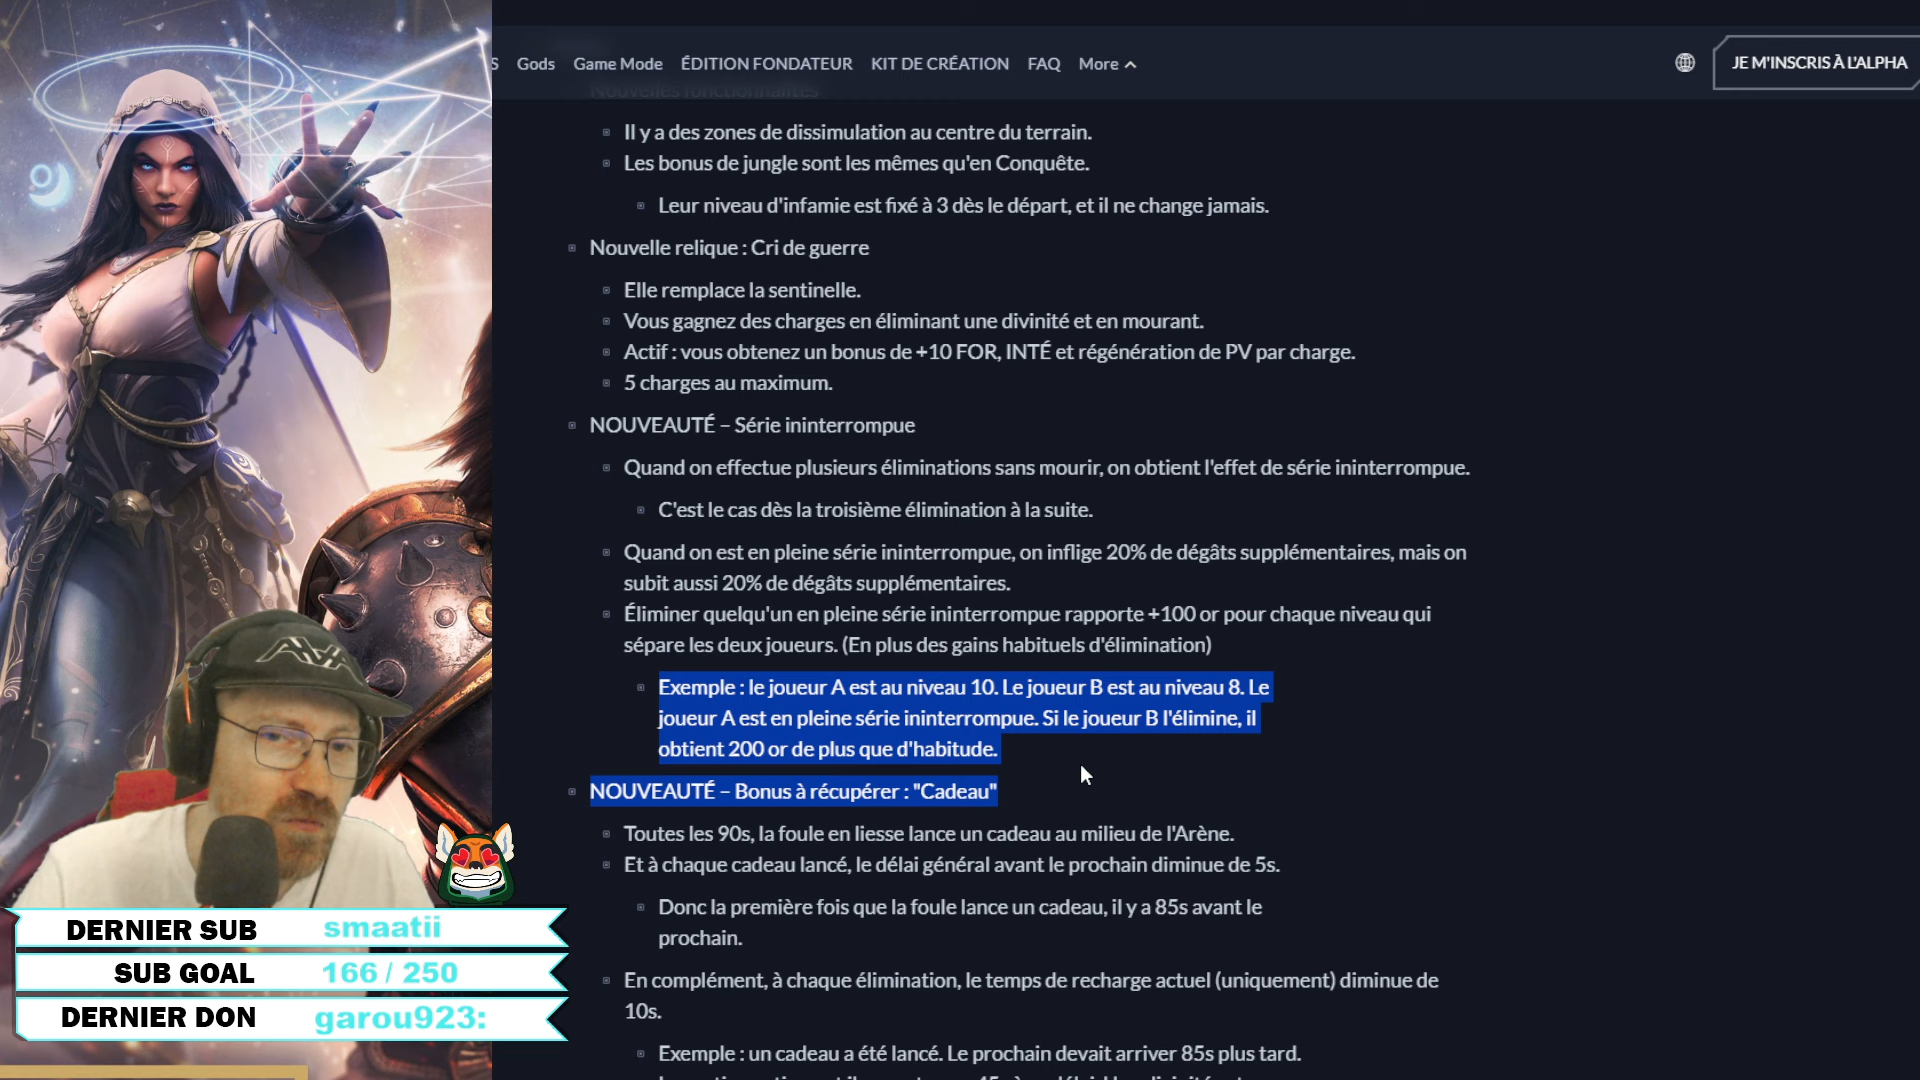 Gods Game Mode ÉDITION FONDATEUR KIT DE CRÉATION FAQ More JE M'INSCRIS À L'ALPHA
Nouvelles fonctionnalités
Il y a des zones de dissimulation au centre du terrain.
Les bonus de jungle sont les mêmes qu'en Conquête.
Leur niveau d'infamie est fixé à 3 dès le départ, et il ne change jamais.
Nouvelle relique : Cri de guerre
Elle remplace la sentinelle.
Vous gagnez des charges en éliminant une divinité et en mourant.
Actif : vous obtenez un bonus de +10 FOR, INTÉ et régénération de PV par charge.
5 charges au maximum.
NOUVEAUTÉ – Série ininterrompue
Quand on effectue plusieurs éliminations sans mourir, on obtient l'effet de série ininterrompue.
C'est le cas dès la troisième élimination à la suite.
Quand on est en pleine série ininterrompue, on inflige 20% de dégâts supplémentaires, mais on
subit aussi 20% de dégâts supplémentaires.
Éliminer quelqu'un en pleine série ininterrompue rapporte +100 or pour chaque niveau qui
sépare les deux joueurs. (En plus des gains habituels d'élimination)
Exemple : le joueur A est au niveau 10. Le joueur B est au niveau 8. Le
joueur A est en pleine série ininterrompue. Si le joueur B l'élimine, il
obtient 200 or de plus que d'habitude.
NOUVEAUTÉ – Bonus à récupérer : "Cadeau"
Toutes les 90s, la foule en liesse lance un cadeau au milieu de l'Arène.
Et à chaque cadeau lancé, le délai général avant le prochain diminue de 5s.
Donc la première fois que la foule lance un cadeau, il y a 85s avant le
prochain.
En complément, à chaque élimination, le temps de recharge actuel (uniquement) diminue de
10s.
Exemple : un cadeau a été lancé. Le prochain devait arriver 85s plus tard.
DERNIER SUB smaatii
SUB GOAL 166 / 250
DERNIER DON garou923: